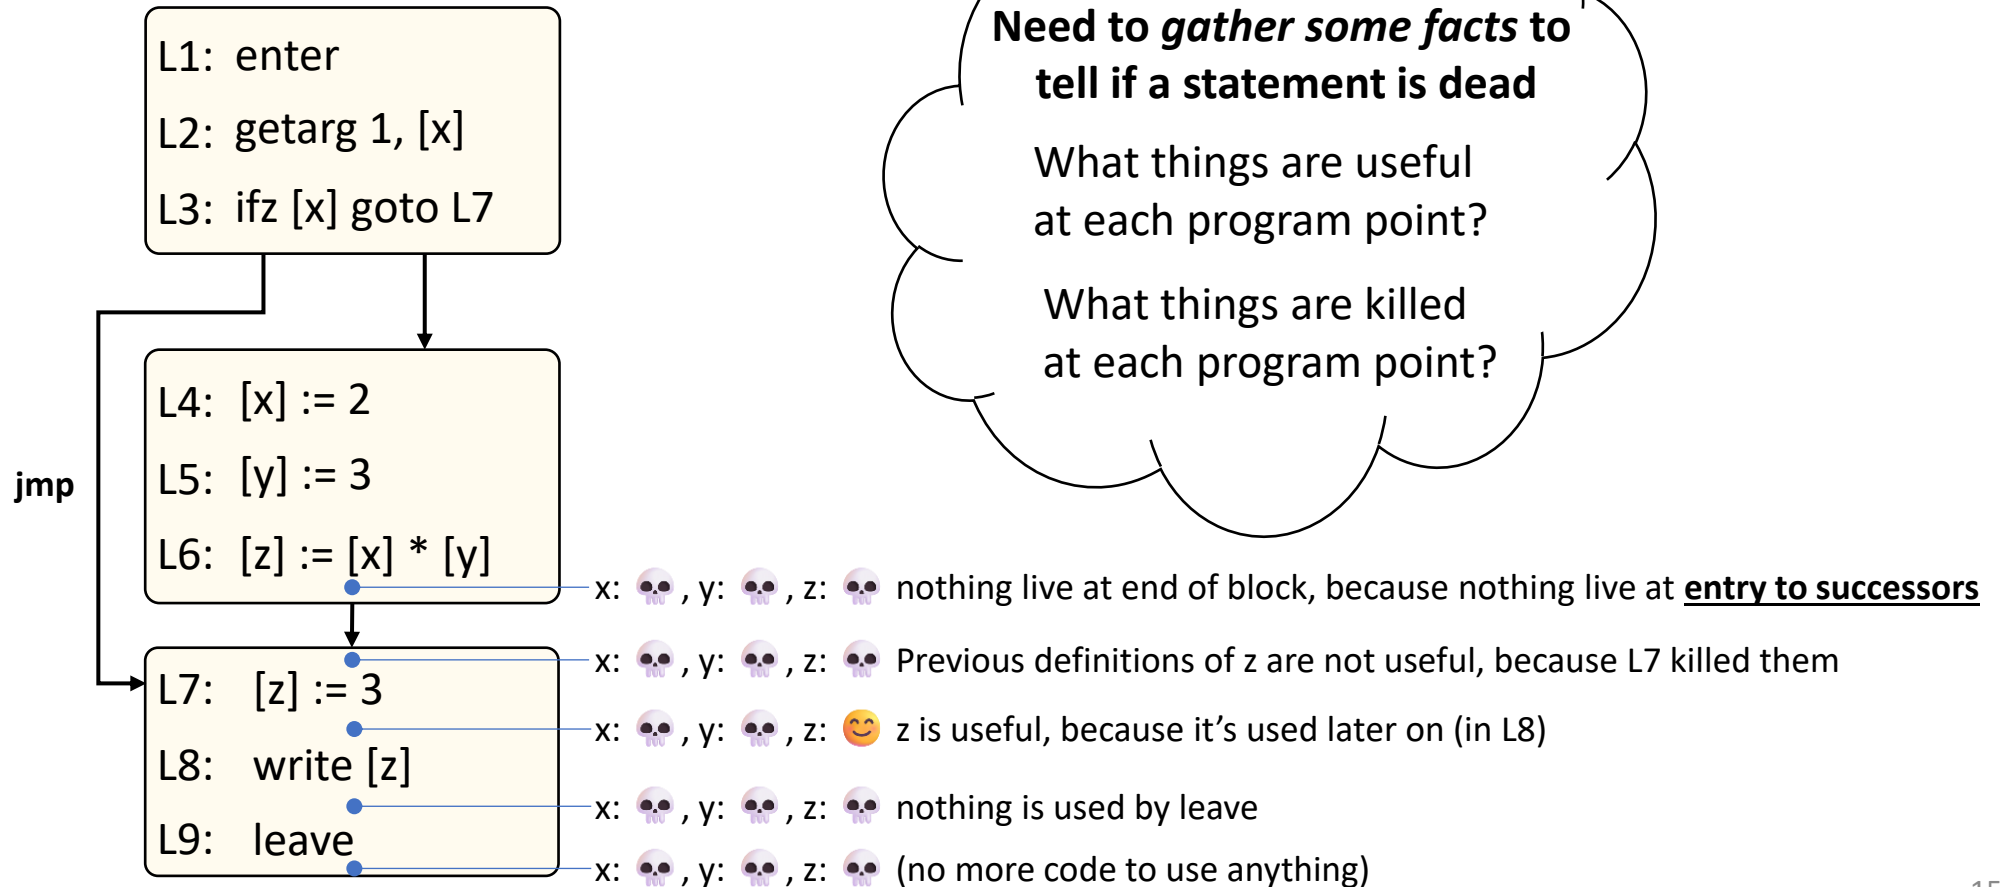 L1: enter
L2: getarg 1, [x]
L3: ifz [x] goto L7
Need to gather some facts to
tell if a statement is dead
What things are useful
at each program point?
What things are killed
at each program point?
jmp
L4: [x] := 2
L5: [y] := 3
L6: [z] := [x] * [y]
x: 💀, y: 💀, z: 💀 nothing live at end of block, because nothing live at entry to successors
x: 💀, y: 💀, z: 💀 Previous definitions of z are not useful, because L7 killed them
L7: [z] := 3
x: 💀, y: 💀, z: 😊 z is useful, because it’s used later on (in L8)
L8: write [z]
x: 💀, y: 💀, z: 💀 nothing is used by leave
L9: leave
x: 💀, y: 💀, z: 💀 (no more code to use anything)
15